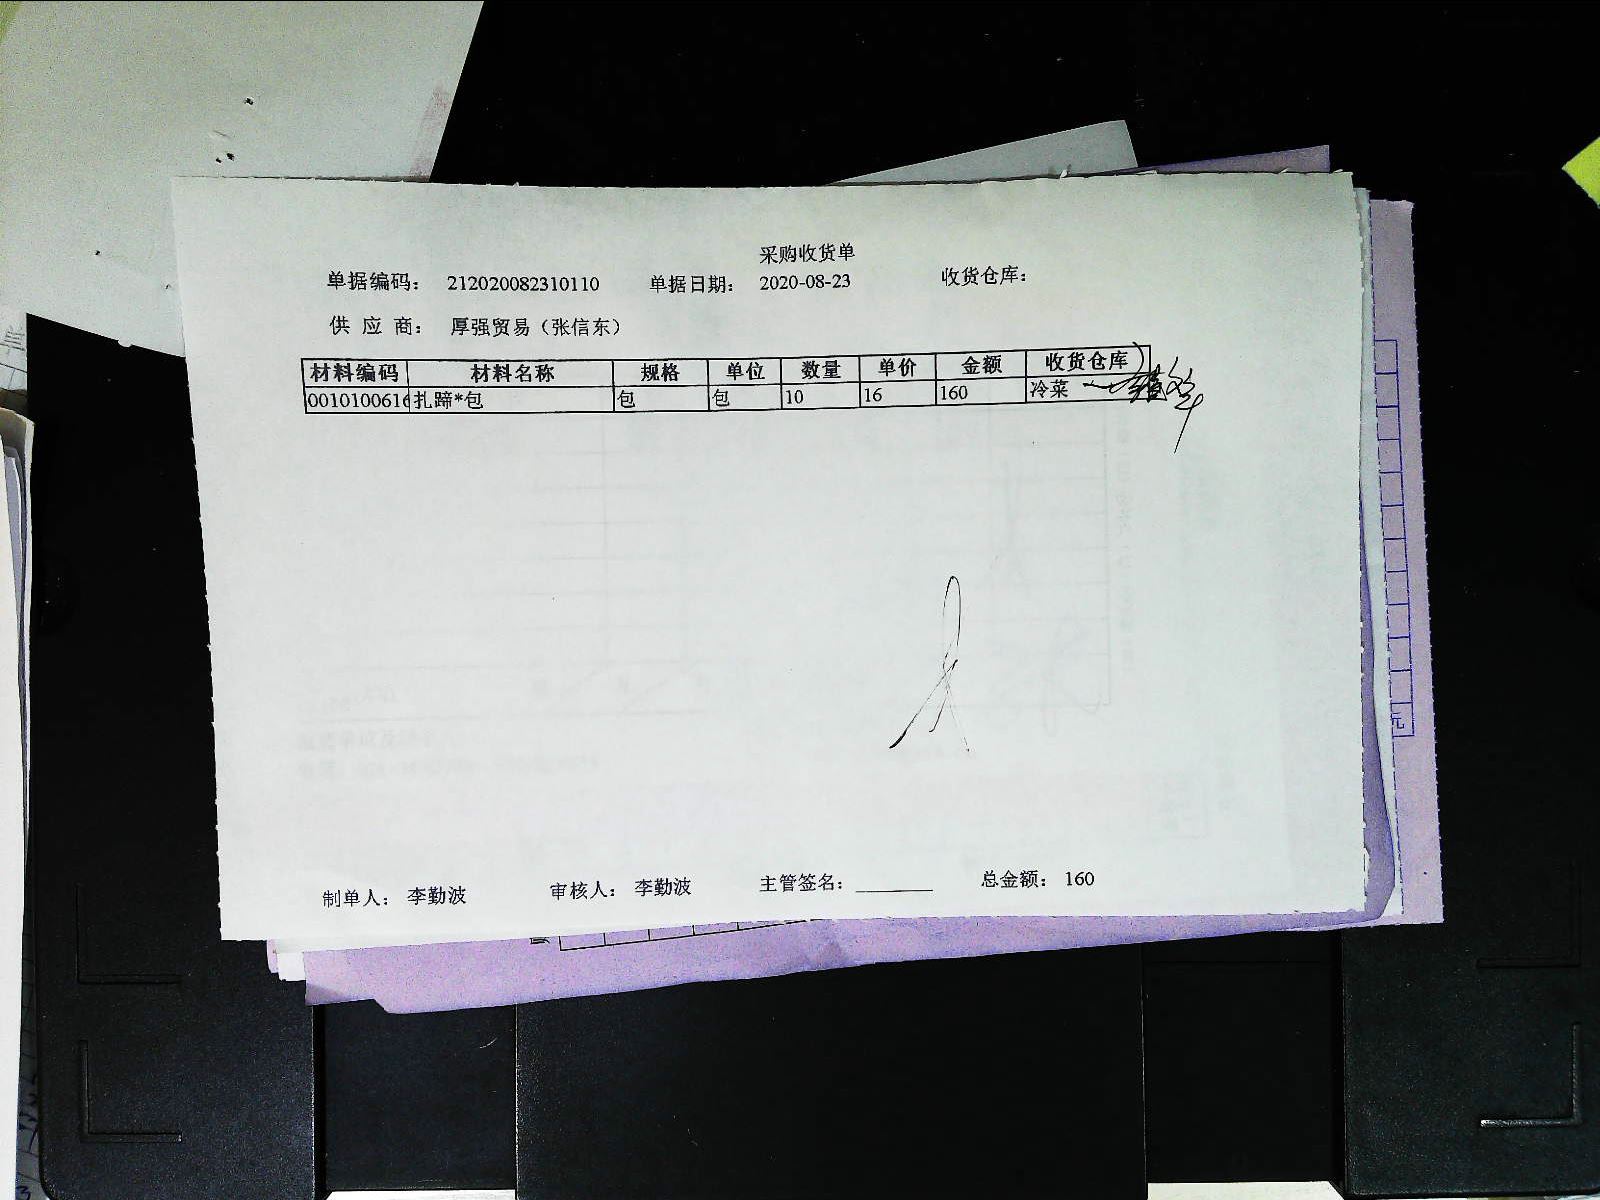 采购收货单
单据编码： 212020082310110 单据日期： 2020-08-23 收货仓库：
供 应 商： 厚强贸易（张信东）
材料编码 材料名称 规格 单位 数量 单价 金额 收货仓库
0010100616 扎蹄*包 包 包 10 16 160 冷菜
制单人： 李勤波 审核人： 李勤波 主管签名：________ 总金额： 160
元